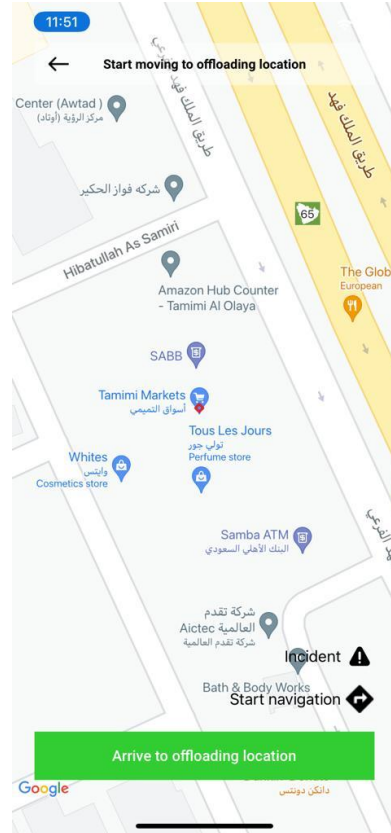 11:51
Start moving to offloading location
طريق الملك فهد الفرعي
طريق الملك فهد
Center (Awtad )
مركز الرؤية (أوتاد)
شركه فواز الحكير
65
Hibatullah As Samiri
Amazon Hub Counter
- Tamimi Al Olaya
The Glob
European
SABB
Tamimi Markets
أسواق التميمي
Tous Les Jours
تولي جور
Perfume store
Whites
وايتس
Cosmetics store
Samba ATM
البنك الأهلي السعودي
هد الفرعي
شركة تقدم
العالمية Aictec
شركة تقدم العالمية
Incident
Bath & Body Works
Start navigation
Arrive to offloading location
Google
دانكن دونتس